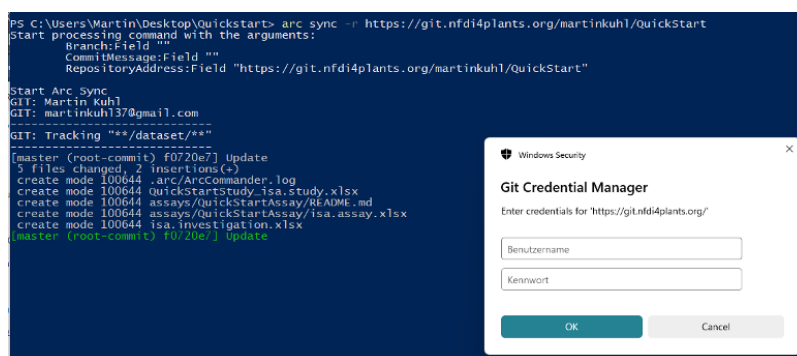 PS C:\Users\Martin\Desktop\Quickstart> arc sync -r https://git.nfdi4plants.org/martinkuhl/QuickStart
Start processing command with the arguments:
Branch:Field ""
CommitMessage:Field ""
RepositoryAddress:Field "https://git.nfdi4plants.org/martinkuhl/QuickStart"
Start Arc Sync
GIT: Martin Kuhl
GIT: martinkuhl37@gmail.com
------------------------------
GIT: Tracking "**/dataset/**"
------------------------------
[master (root-commit) f0720e7] Update
5 files changed, 2 insertions(+)
create mode 100644 .arc/ArcCommander.log
create mode 100644 QuickStartStudy_isa.study.xlsx
create mode 100644 assays/QuickStartAssay/README.md
create mode 100644 assays/QuickStartAssay/isa.assay.xlsx
create mode 100644 isa.investigation.xlsx
[master (root-commit) f0720e7] Update
Windows Security
Git Credential Manager
Enter credentials for 'https://git.nfdi4plants.org/'
Benutzername
Kennwort
OK
Cancel